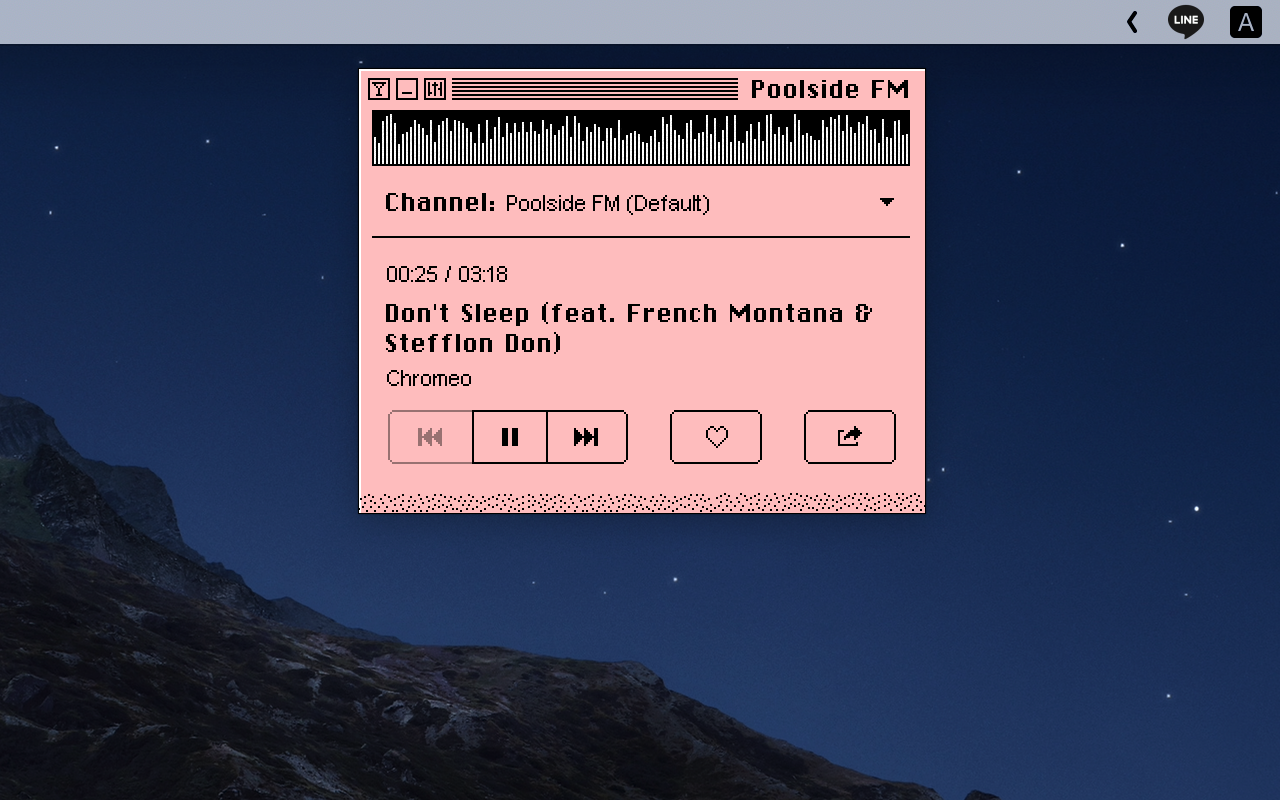 LINE
A
Poolside FM
Channel: Poolside FM (Default)
00:25 / 03:18
Don't Sleep (feat. French Montana &
Stefflon Don)
Chromeo